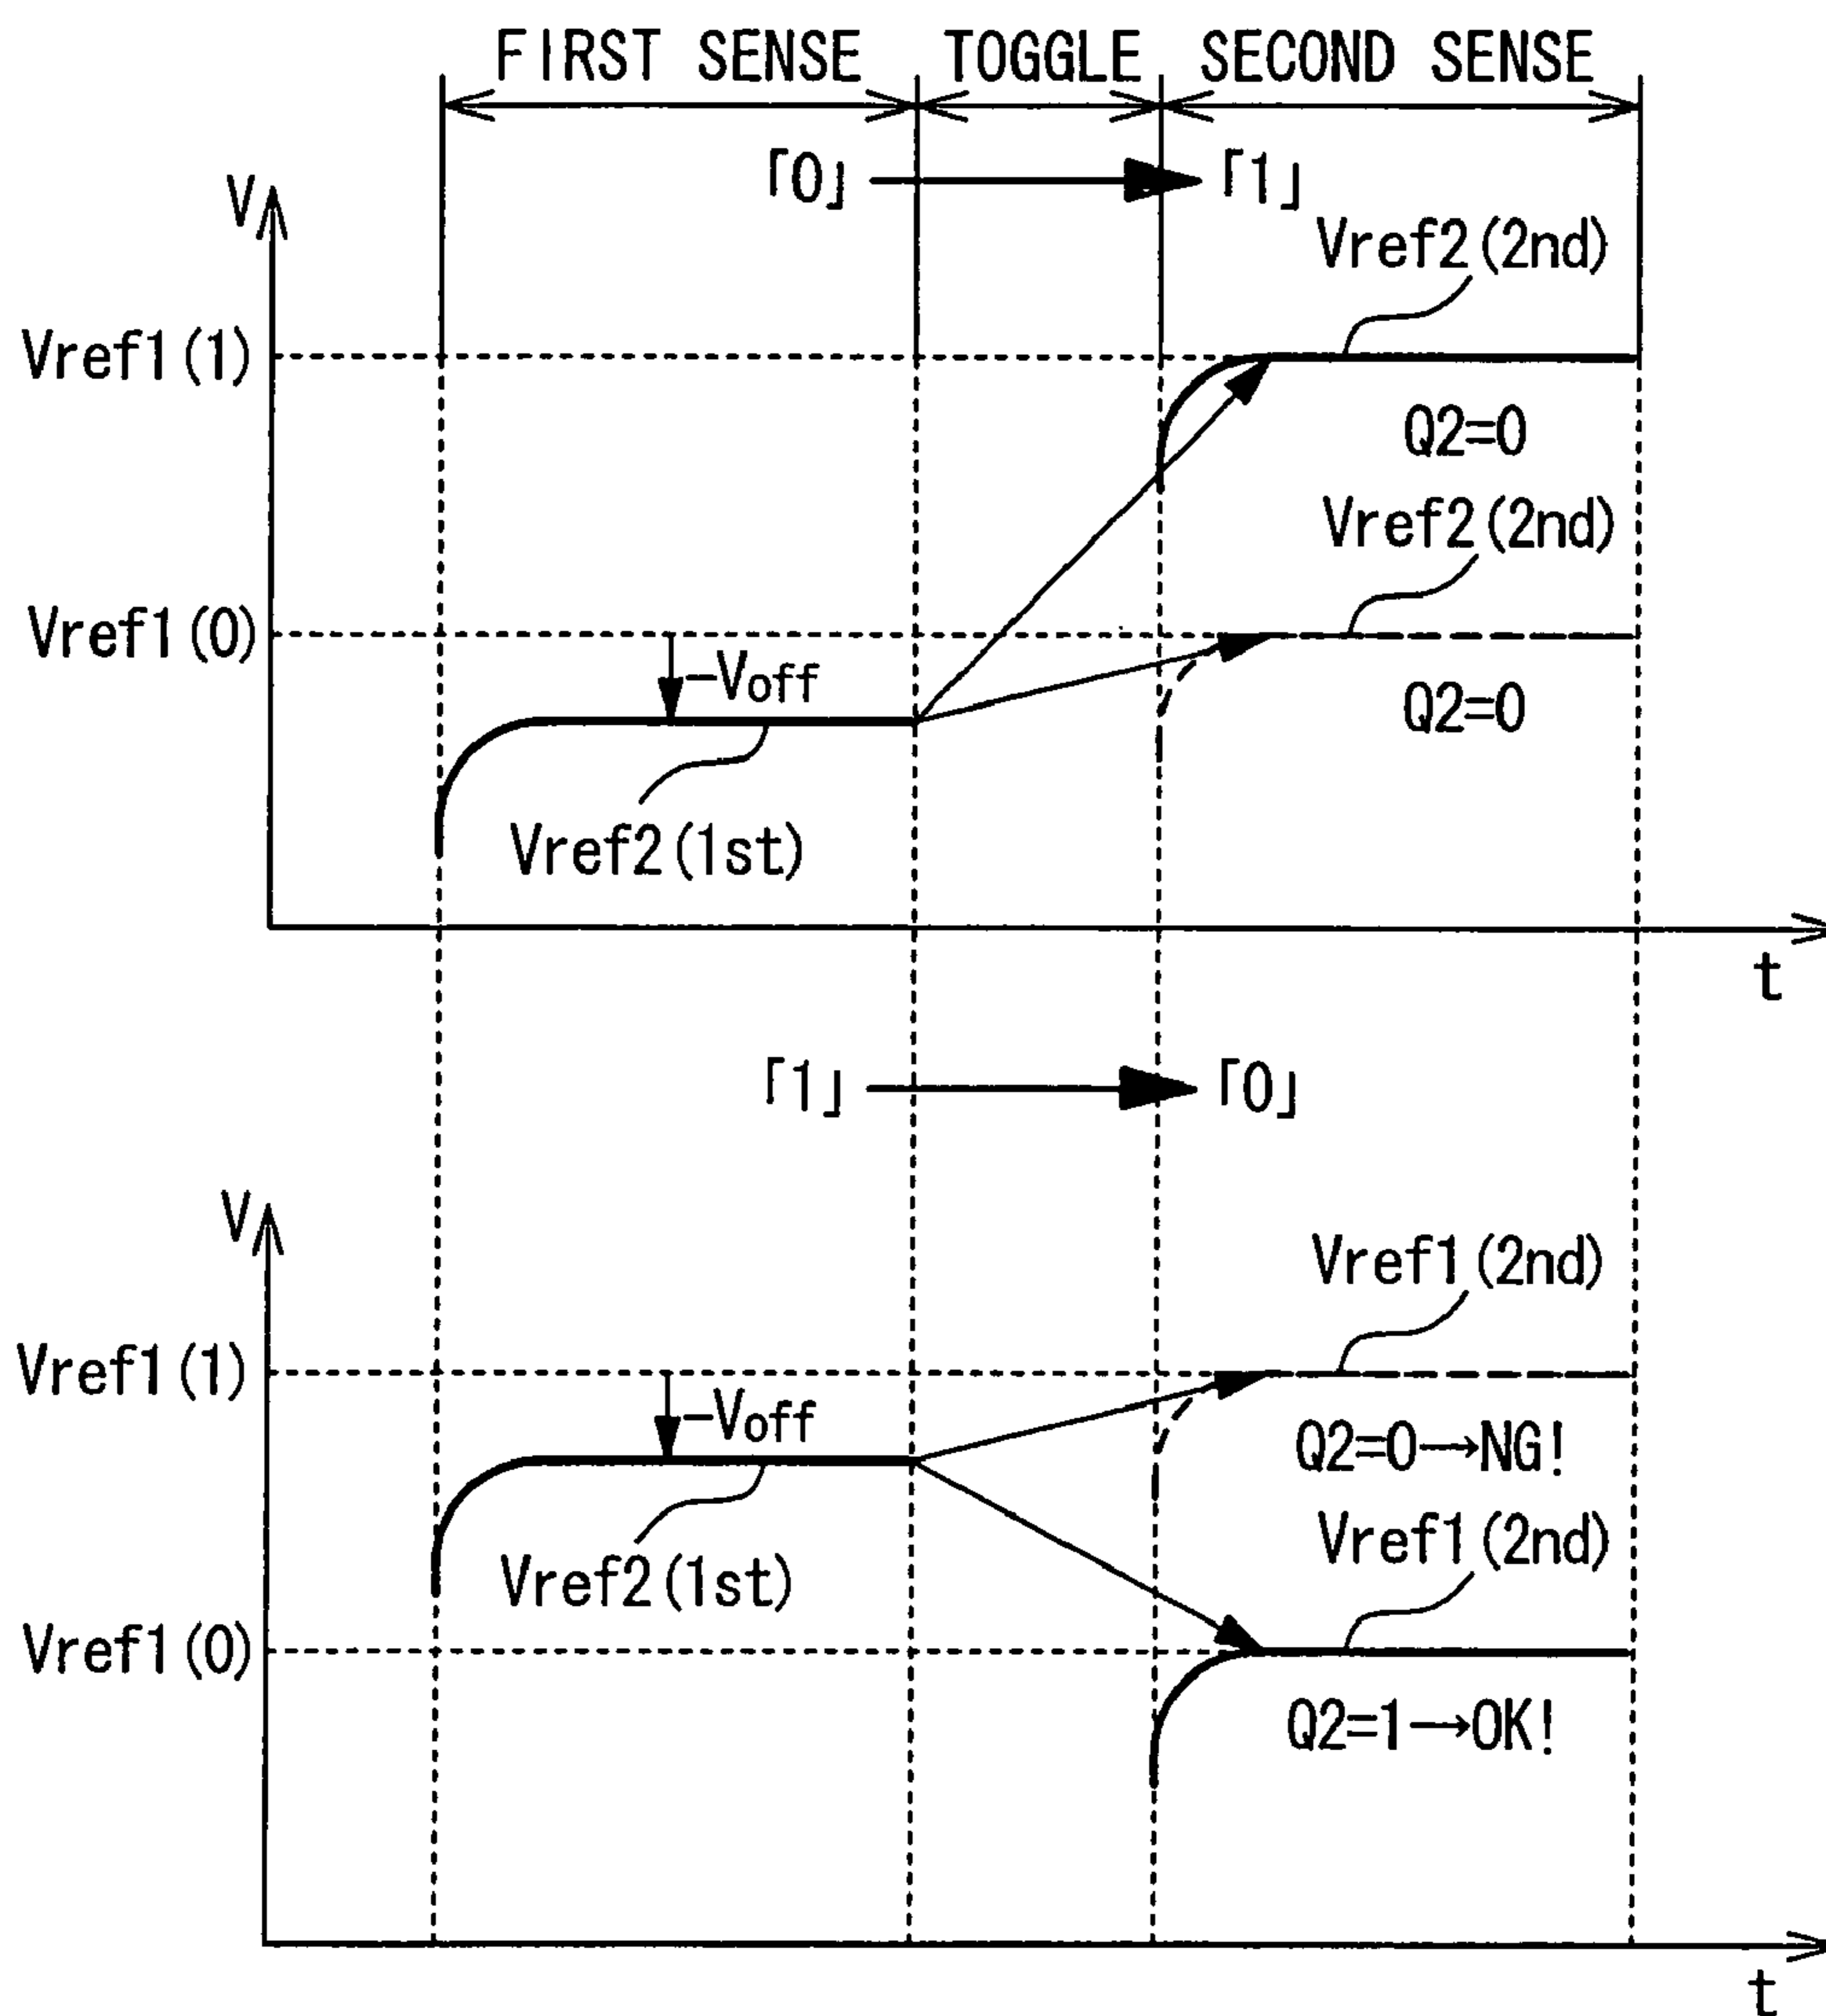 FIRST SENSE TOGGLE SECOND SENSE
「0」 「1」
V
Vref2(2nd)
Vref1(1)
Q2=0
Vref2(2nd)
Vref1(0)
-Voff
Q2=0
Vref2(1st)
t
「1」 「0」
V
Vref1(2nd)
Vref1(1)
-Voff
Q2=0→NG!
Vref1(2nd)
Vref2(1st)
Vref1(0)
Q2=1→OK!
t